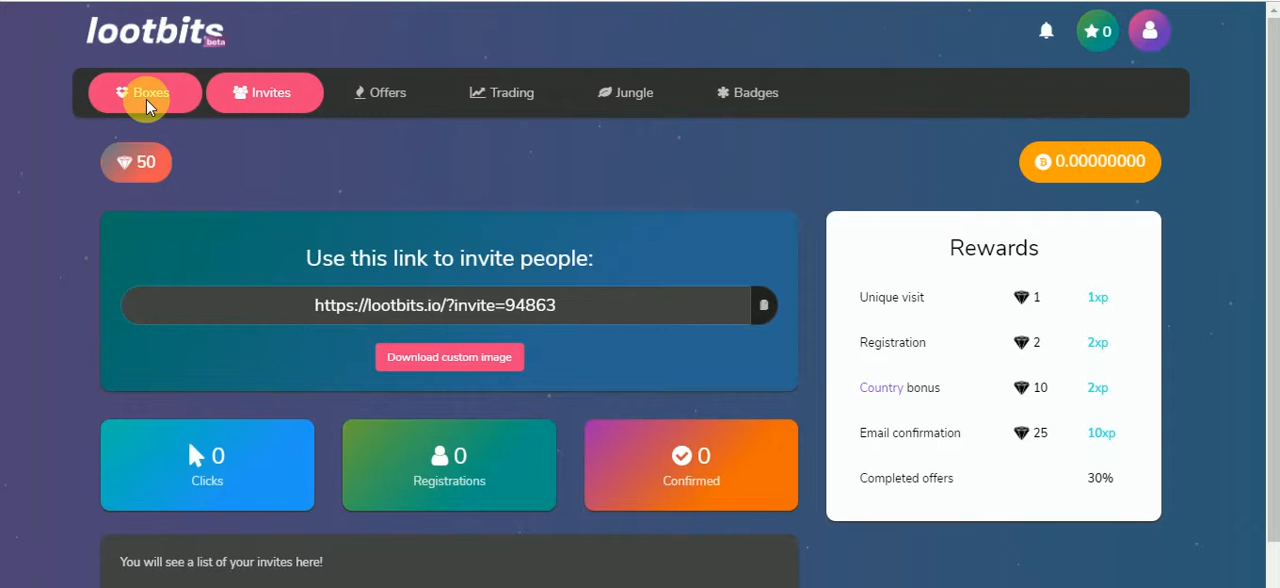 lootbits
beta
0
Boxes Invites Offers Trading Jungle Badges
50
0.00000000
Use this link to invite people:
https://lootbits.io/?invite=94863
Download custom image
0
Clicks
0
Registrations
0
Confirmed
You will see a list of your invites here!
Rewards
Unique visit 1 1xp
Registration 2 2xp
Country bonus 10 2xp
Email confirmation 25 10xp
Completed offers 30%